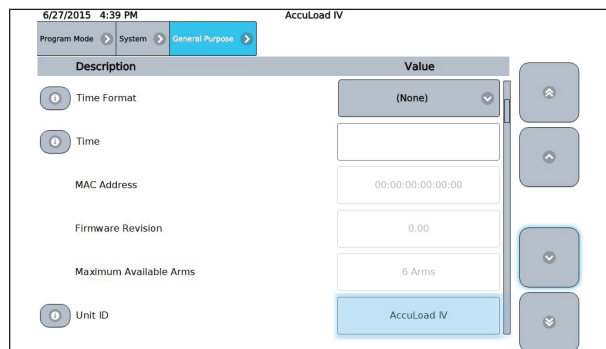 6/27/2015 4:39 PM AccuLoad IV
Program Mode System General Purpose
Description Value
Time Format (None)
Time
MAC Address 00:00:00:00:00:00
Firmware Revision 0.00
Maximum Available Arms 6 Arms
Unit ID AccuLoad IV